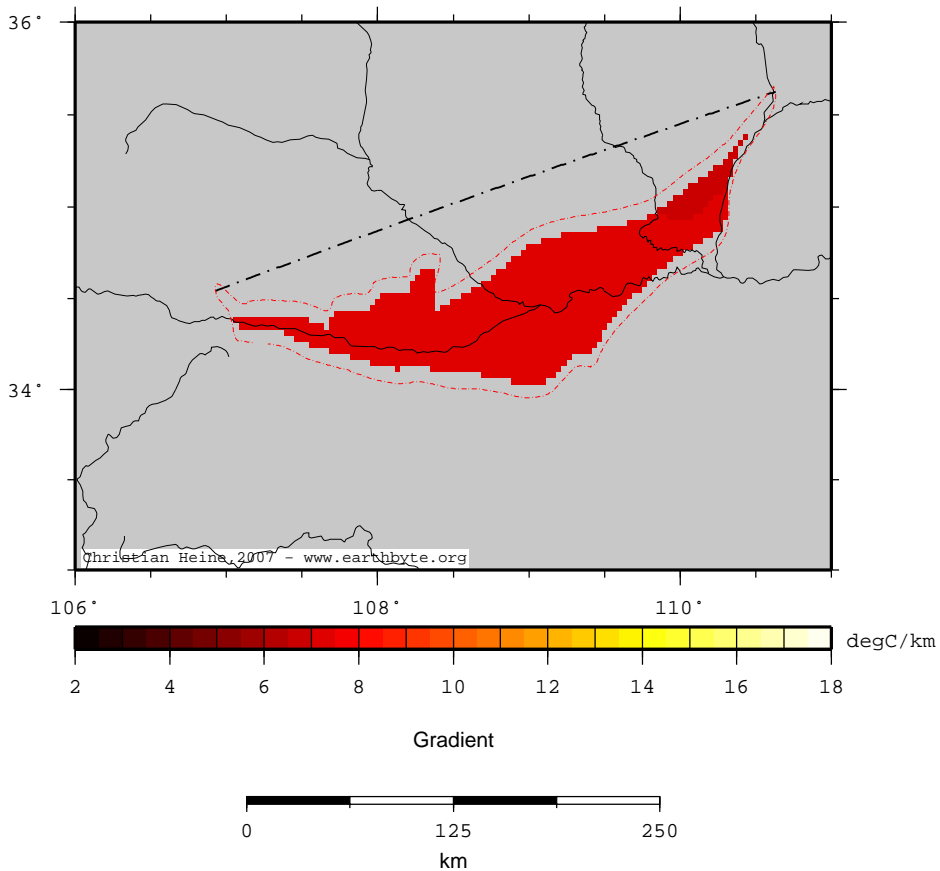 36°
34°
Christian Heine, 2007 - www.earthbyte.org
106° 108° 110°
degC/km
2 4 6 8 10 12 14 16 18
Gradient
0 125 250
km